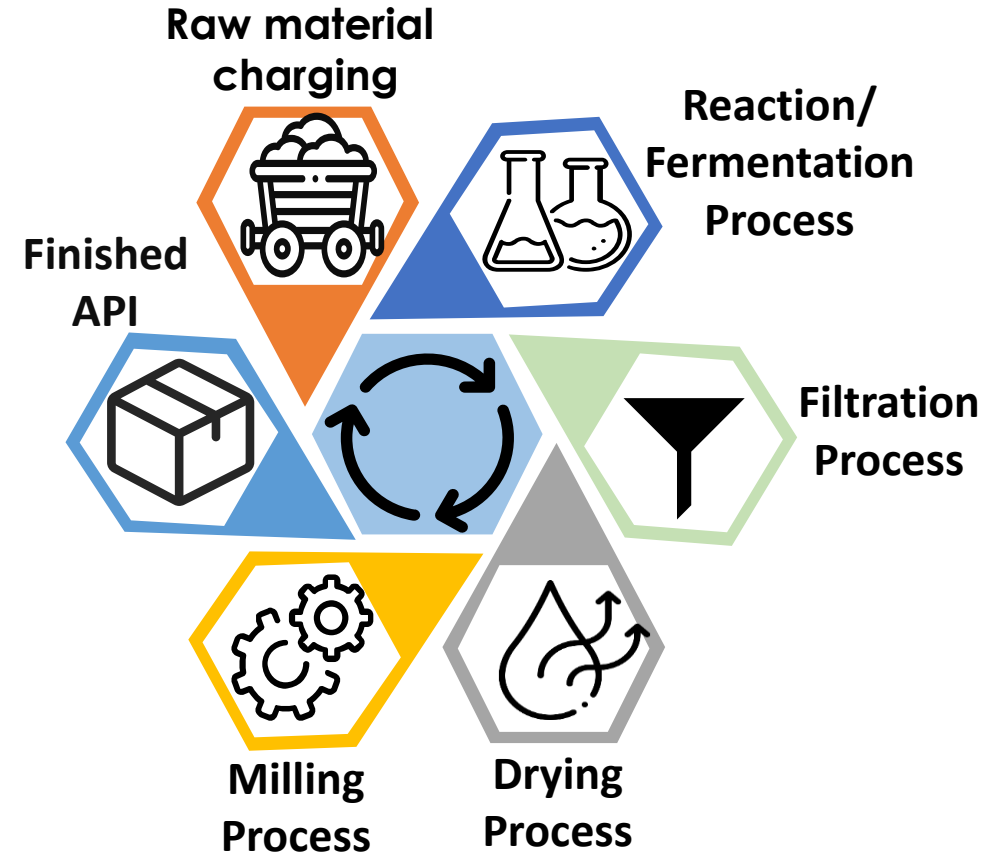 Raw material
charging
Reaction/
Fermentation
Process
Filtration
Process
Drying
Process
Milling
Process
Finished
API